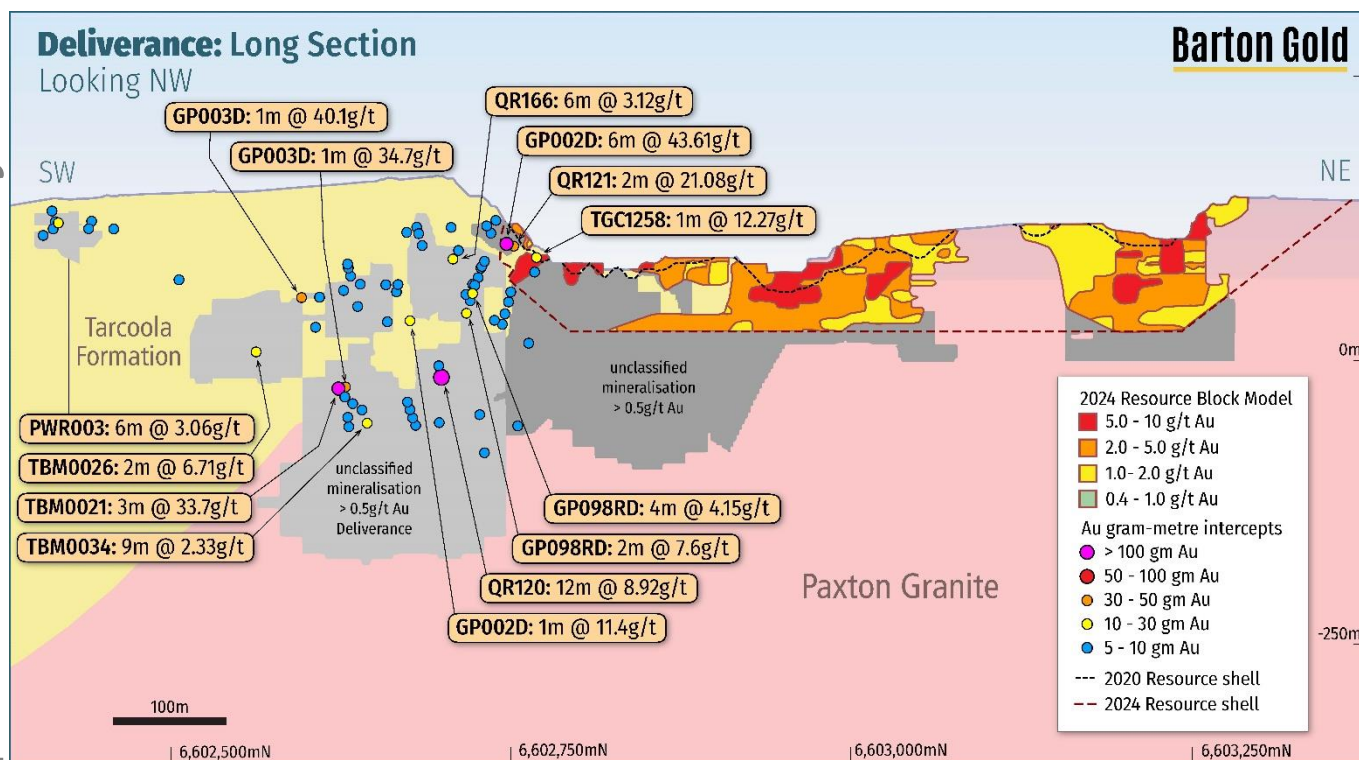 Deliverance: Long Section
Looking NW
Barton Gold
GP003D: 1m @ 40.1g/t
GP003D: 1m @ 34.7g/t
QR166: 6m @ 3.12g/t
GP002D: 6m @ 43.61g/t
QR121: 2m @ 21.08g/t
TGC1258: 1m @ 12.27g/t
SW
NE
Tarcoola
Formation
0m
unclassified
mineralisation
> 0.5g/t Au
PWR003: 6m @ 3.06g/t
TBM0026: 2m @ 6.71g/t
TBM0021: 3m @ 33.7g/t
TBM0034: 9m @ 2.33g/t
unclassified
mineralisation
> 0.5g/t Au
Deliverance
GP098RD: 4m @ 4.15g/t
GP098RD: 2m @ 7.6g/t
QR120: 12m @ 8.92g/t
GP002D: 1m @ 11.4g/t
Paxton Granite
2024 Resource Block Model
5.0 - 10 g/t Au
2.0 - 5.0 g/t Au
1.0- 2.0 g/t Au
0.4 - 1.0 g/t Au
Au gram-metre intercepts
> 100 gm Au
50 - 100 gm Au
30 - 50 gm Au
10 - 30 gm Au
5 - 10 gm Au
2020 Resource shell
2024 Resource shell
-250m
100m
6,602,500mN
6,602,750mN
6,603,000mN
6,603,250mN